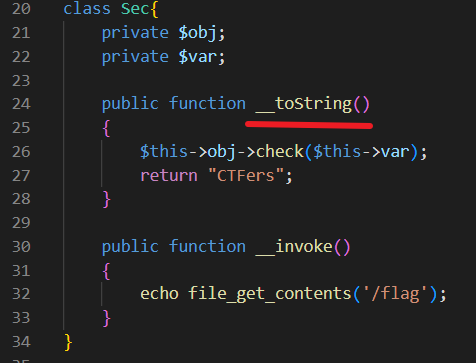 20 class Sec{
21     private $obj;
22     private $var;
23
24     public function __toString()
25     {
26         $this->obj->check($this->var);
27         return "CTFers";
28     }
29
30     public function __invoke()
31     {
32         echo file_get_contents('/flag');
33     }
34 }